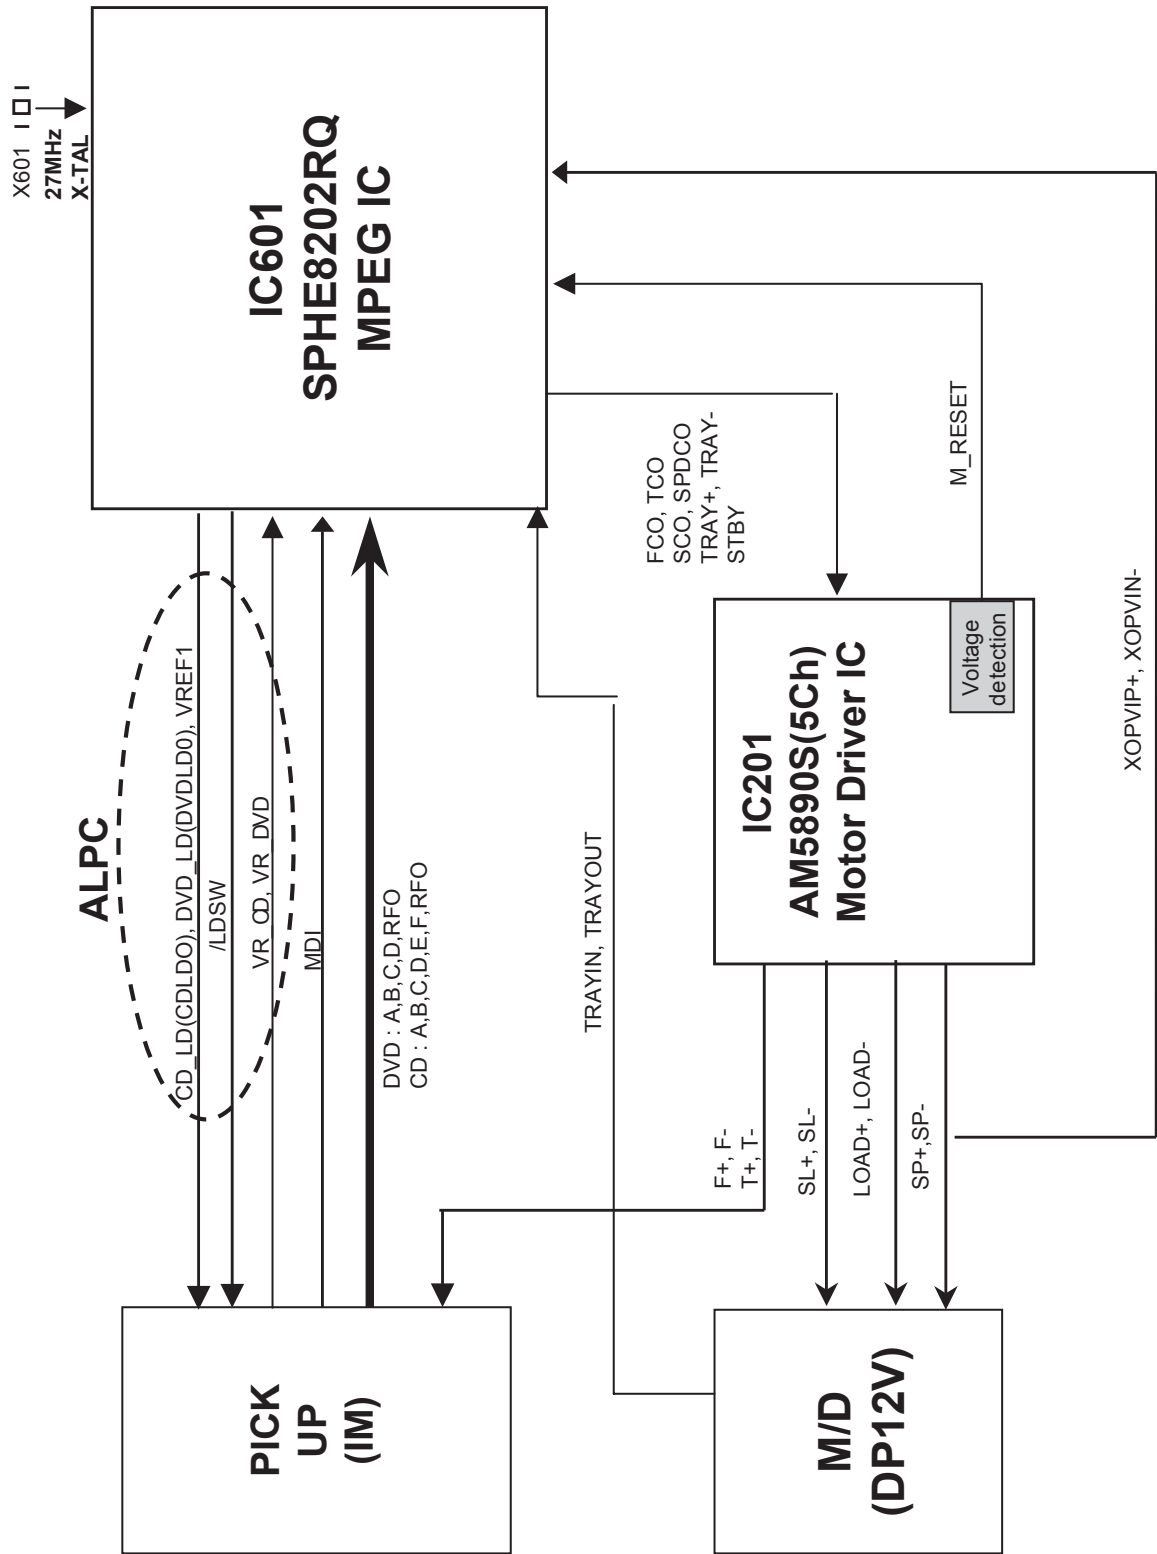 X601
27MHz
X-TAL
IC601
SPHE8202RQ
MPEG IC
ALPC
CD_LD(CDLDO), DVD_LD(DVDLD0), VREF1
/LDSW
VR_CD, VR_DVD
MDI
DVD : A,B,C,D,RFO
CD : A,B,C,D,E,F,RFO
PICK
UP
(IM)
TRAYIN, TRAYOUT
FCO, TCO
SCO, SPDCO
TRAY+, TRAY-
STBY
M_RESET
IC201
AM5890S(5Ch)
Motor Driver IC
Voltage
detection
F+, F-
T+, T-
SL+, SL-
LOAD+, LOAD-
SP+,SP-
M/D
(DP12V)
XOPVIP+, XOPVIN-